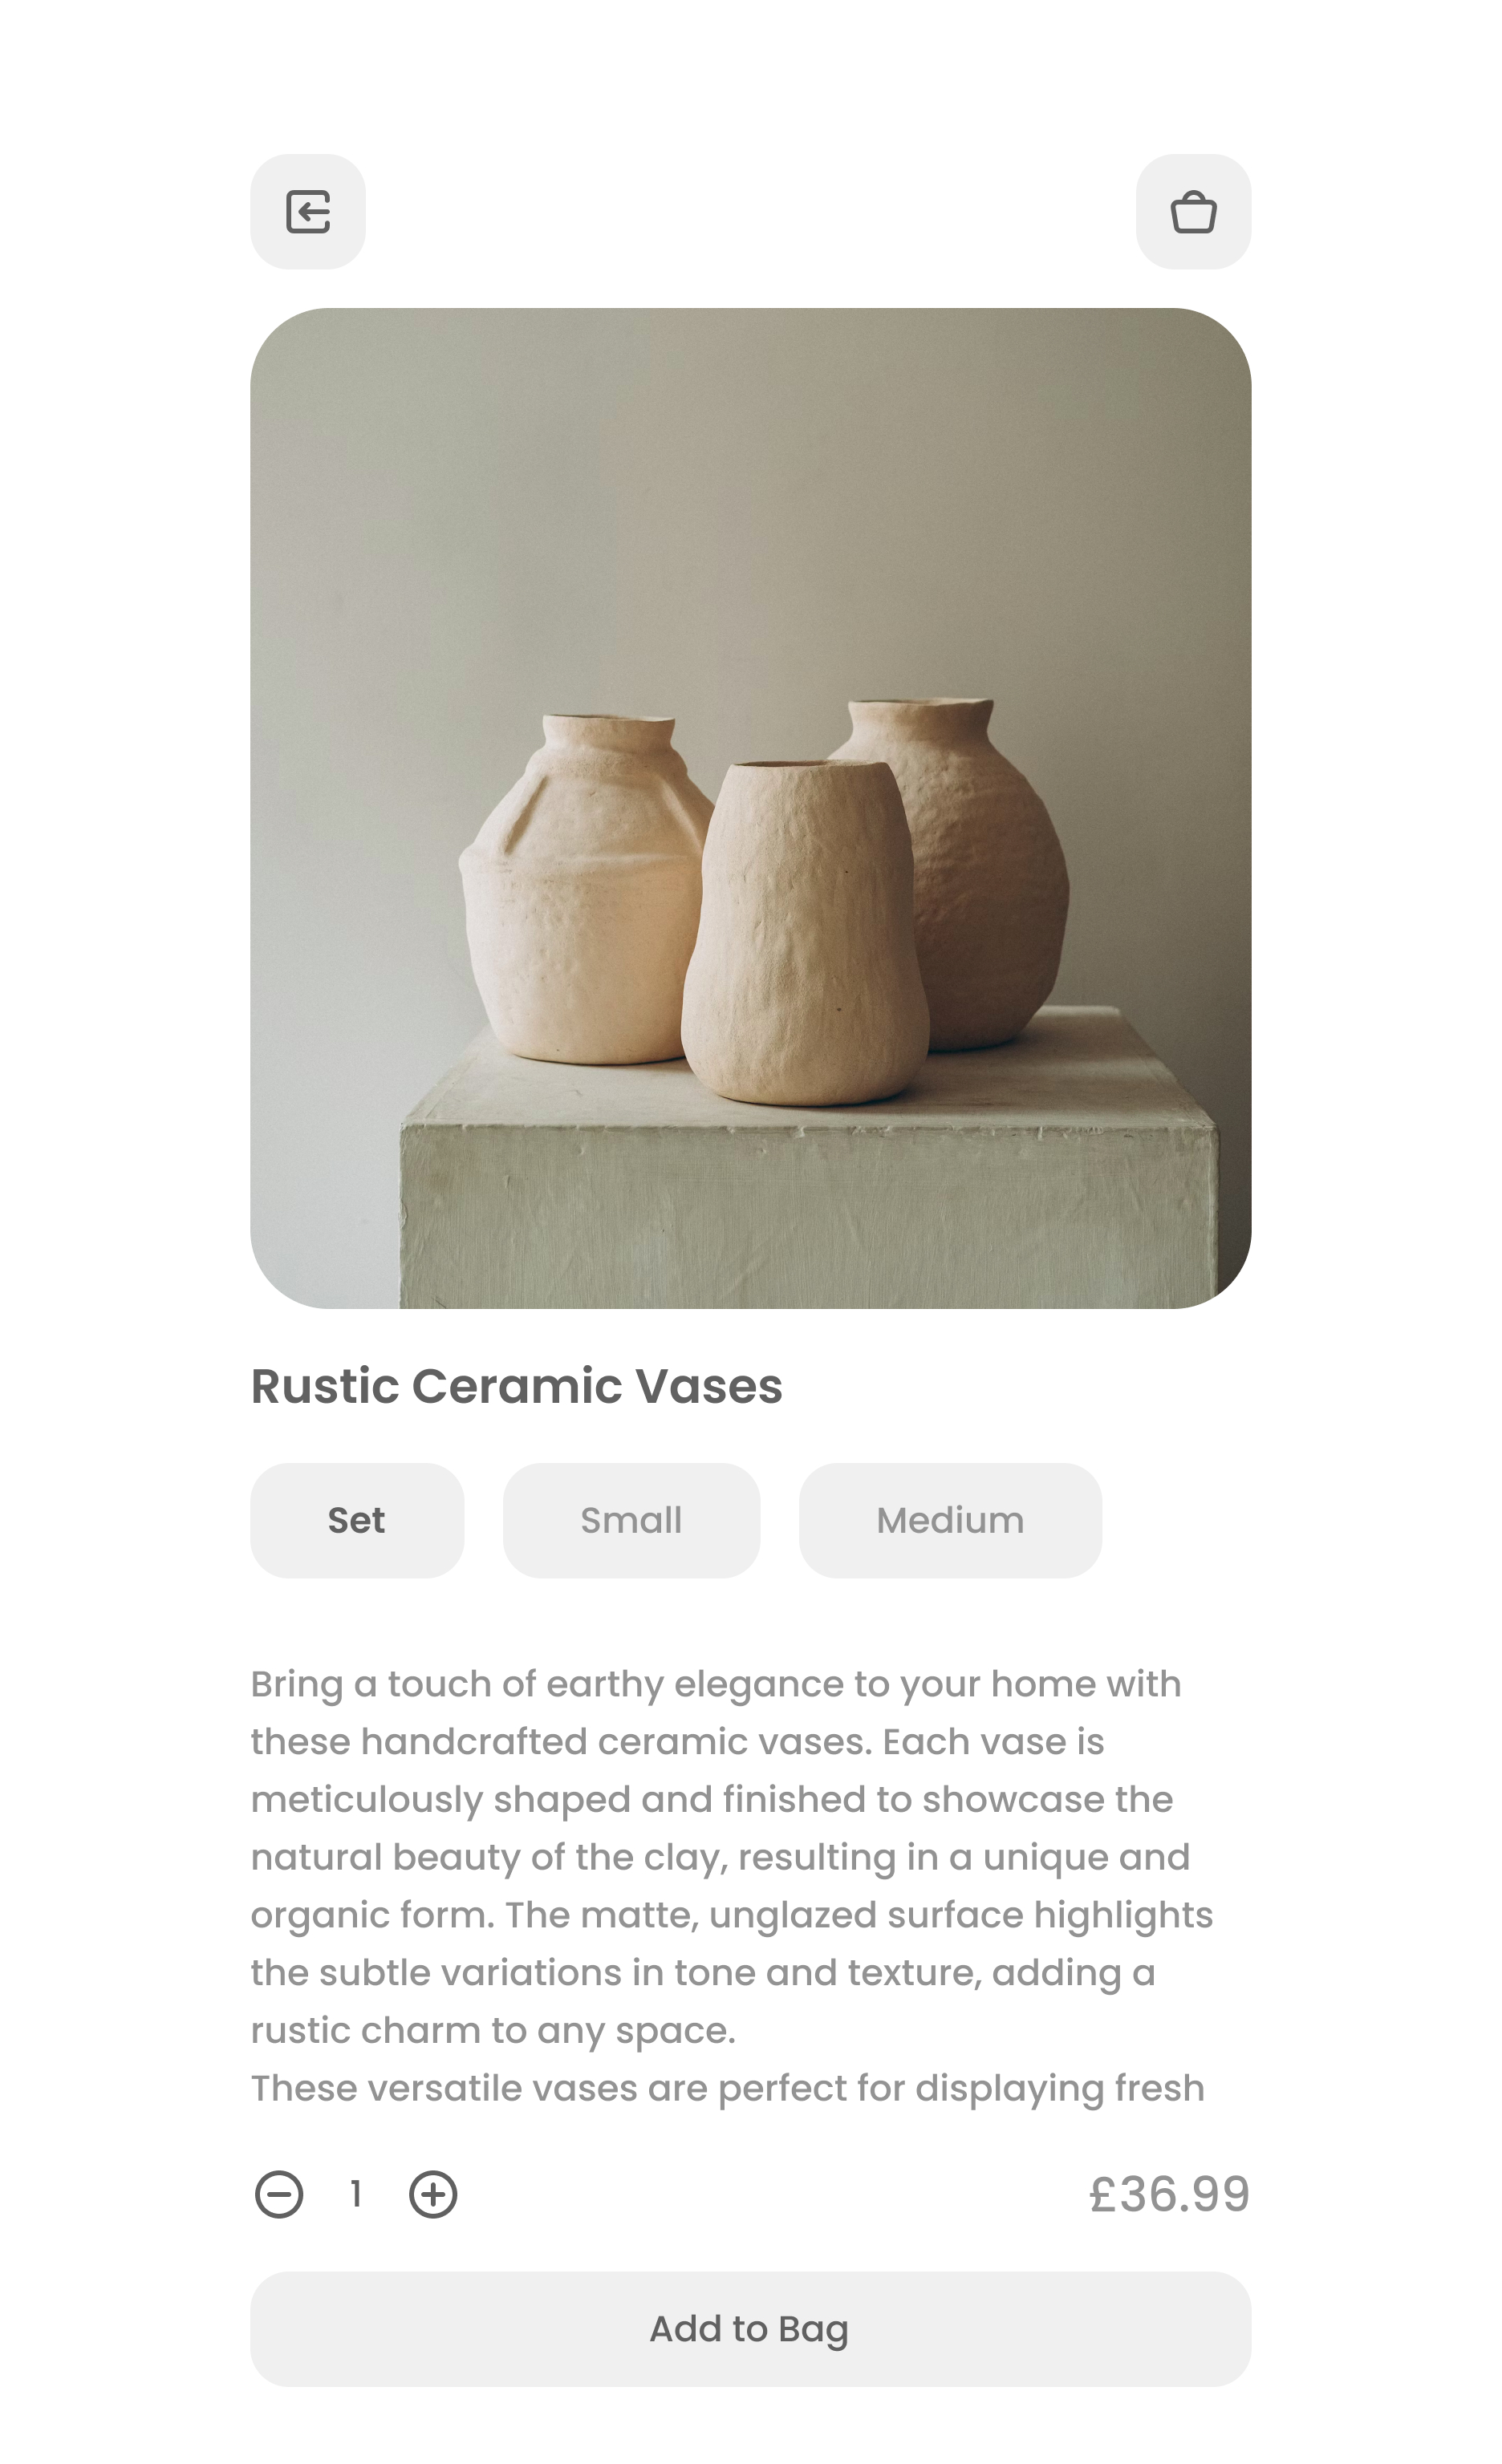 Rustic Ceramic Vases
Set Small Medium
Bring a touch of earthy elegance to your home with
these handcrafted ceramic vases. Each vase is
meticulously shaped and finished to showcase the
natural beauty of the clay, resulting in a unique and
organic form. The matte, unglazed surface highlights
the subtle variations in tone and texture, adding a
rustic charm to any space.
These versatile vases are perfect for displaying fresh
1 £36.99
Add to Bag